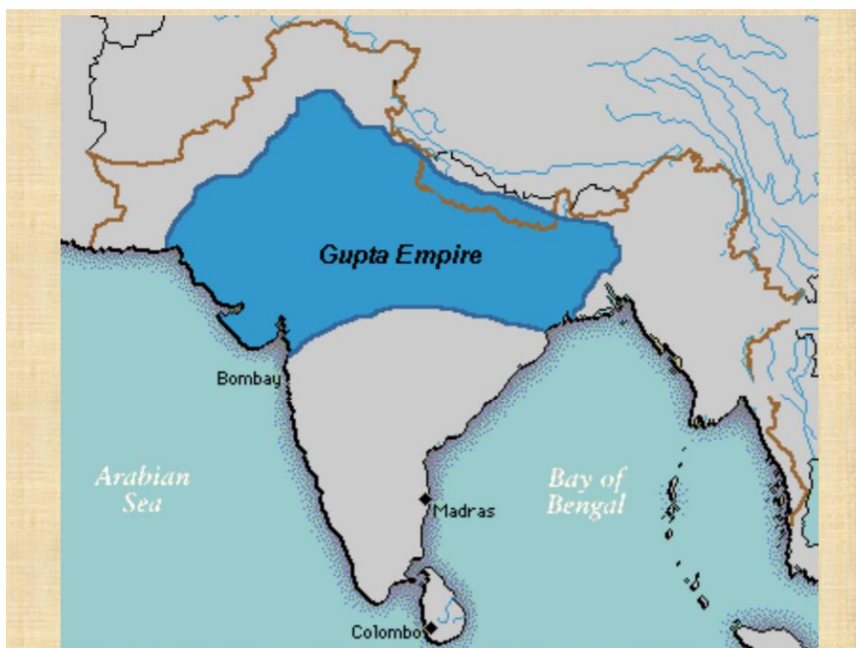 Gupta Empire
Bombay
Arabian
Sea
Bay of
Bengal
Madras
Colombo